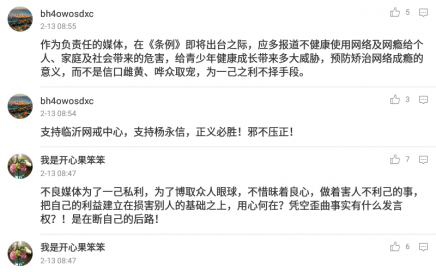 bh4owosdxc
5
2-13 08:55
作为负责任的媒体，在《条例》即将出台之际，应多报道不健康使用网络及网瘾给个
人、家庭及社会带来的危害，给青少年健康成长带来多大威胁，预防矫治网络成瘾的
意义，而不是信口雌黄、哗众取宠，为一己之利不择手段。
bh4owosdxc
3
2-13 08:54
支持临沂网戒中心，支持杨永信，正义必胜！邪不压正！
我是开心果笨笨
7
2-13 08:47
不良媒体为了一己私利，为了博取众人眼球，不惜昧着良心，做着害人不利己的事，
把自己的利益建立在损害别人的基础之上，用心何在？凭空歪曲事实有什么发言
权？！是在断自己的后路！
我是开心果笨笨
6
2-13 08:47